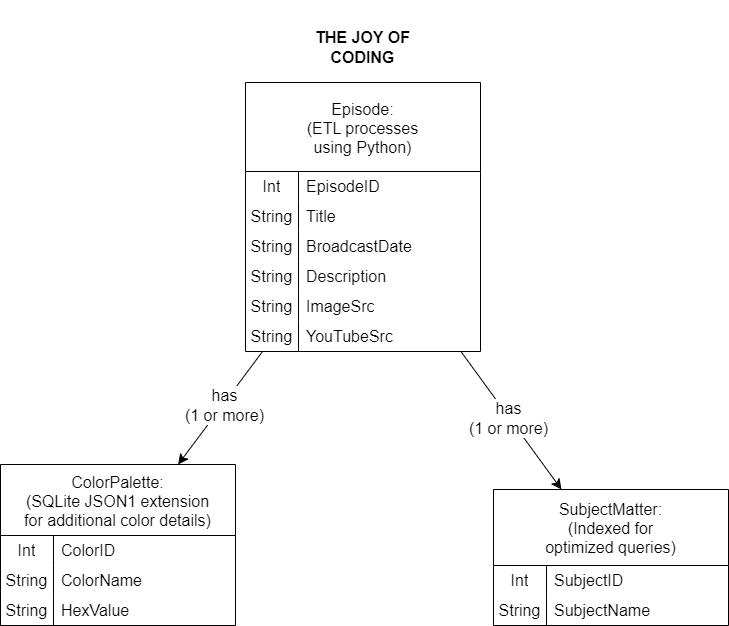 THE JOY OF
CODING
Episode:
(ETL processes
using Python)
Int EpisodeID
String Title
String BroadcastDate
String Description
String ImageSrc
String YouTubeSrc
has
(1 or more)
has
(1 or more)
ColorPalette:
(SQLite JSON1 extension
for additional color details)
Int ColorID
String ColorName
String HexValue
SubjectMatter:
(Indexed for
optimized queries)
Int SubjectID
String SubjectName